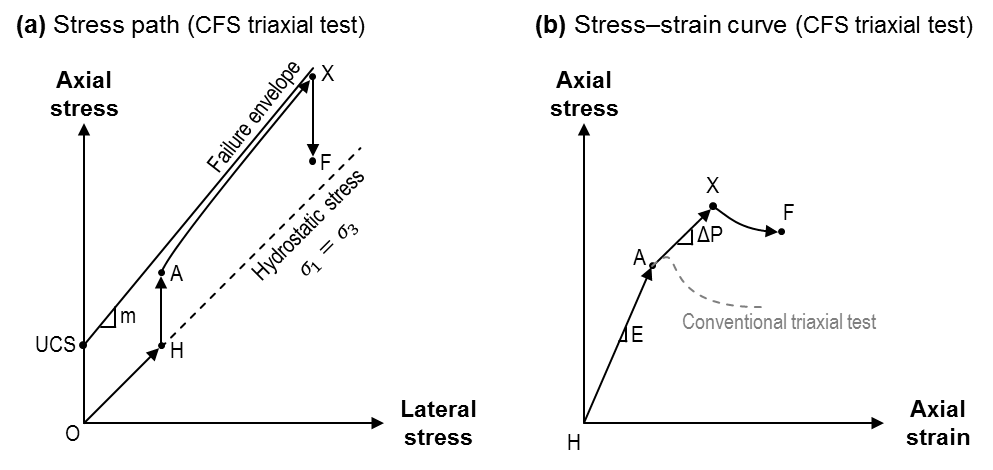 (a) Stress path (CFS triaxial test)
Axial
stress
Failure envelope
X
F
Hydrostatic stress
σ₁ = σ₃
A
m
UCS
H
O
Lateral
stress
(b) Stress–strain curve (CFS triaxial test)
Axial
stress
X
F
ΔP
A
Conventional triaxial test
E
H
Axial
strain